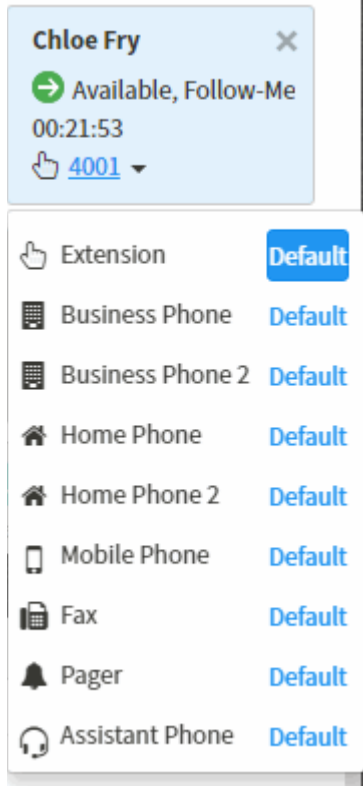 Chloe Fry ×
Available, Follow-Me
00:21:53
4001
Extension Default
Business Phone Default
Business Phone 2 Default
Home Phone Default
Home Phone 2 Default
Mobile Phone Default
Fax Default
Pager Default
Assistant Phone Default